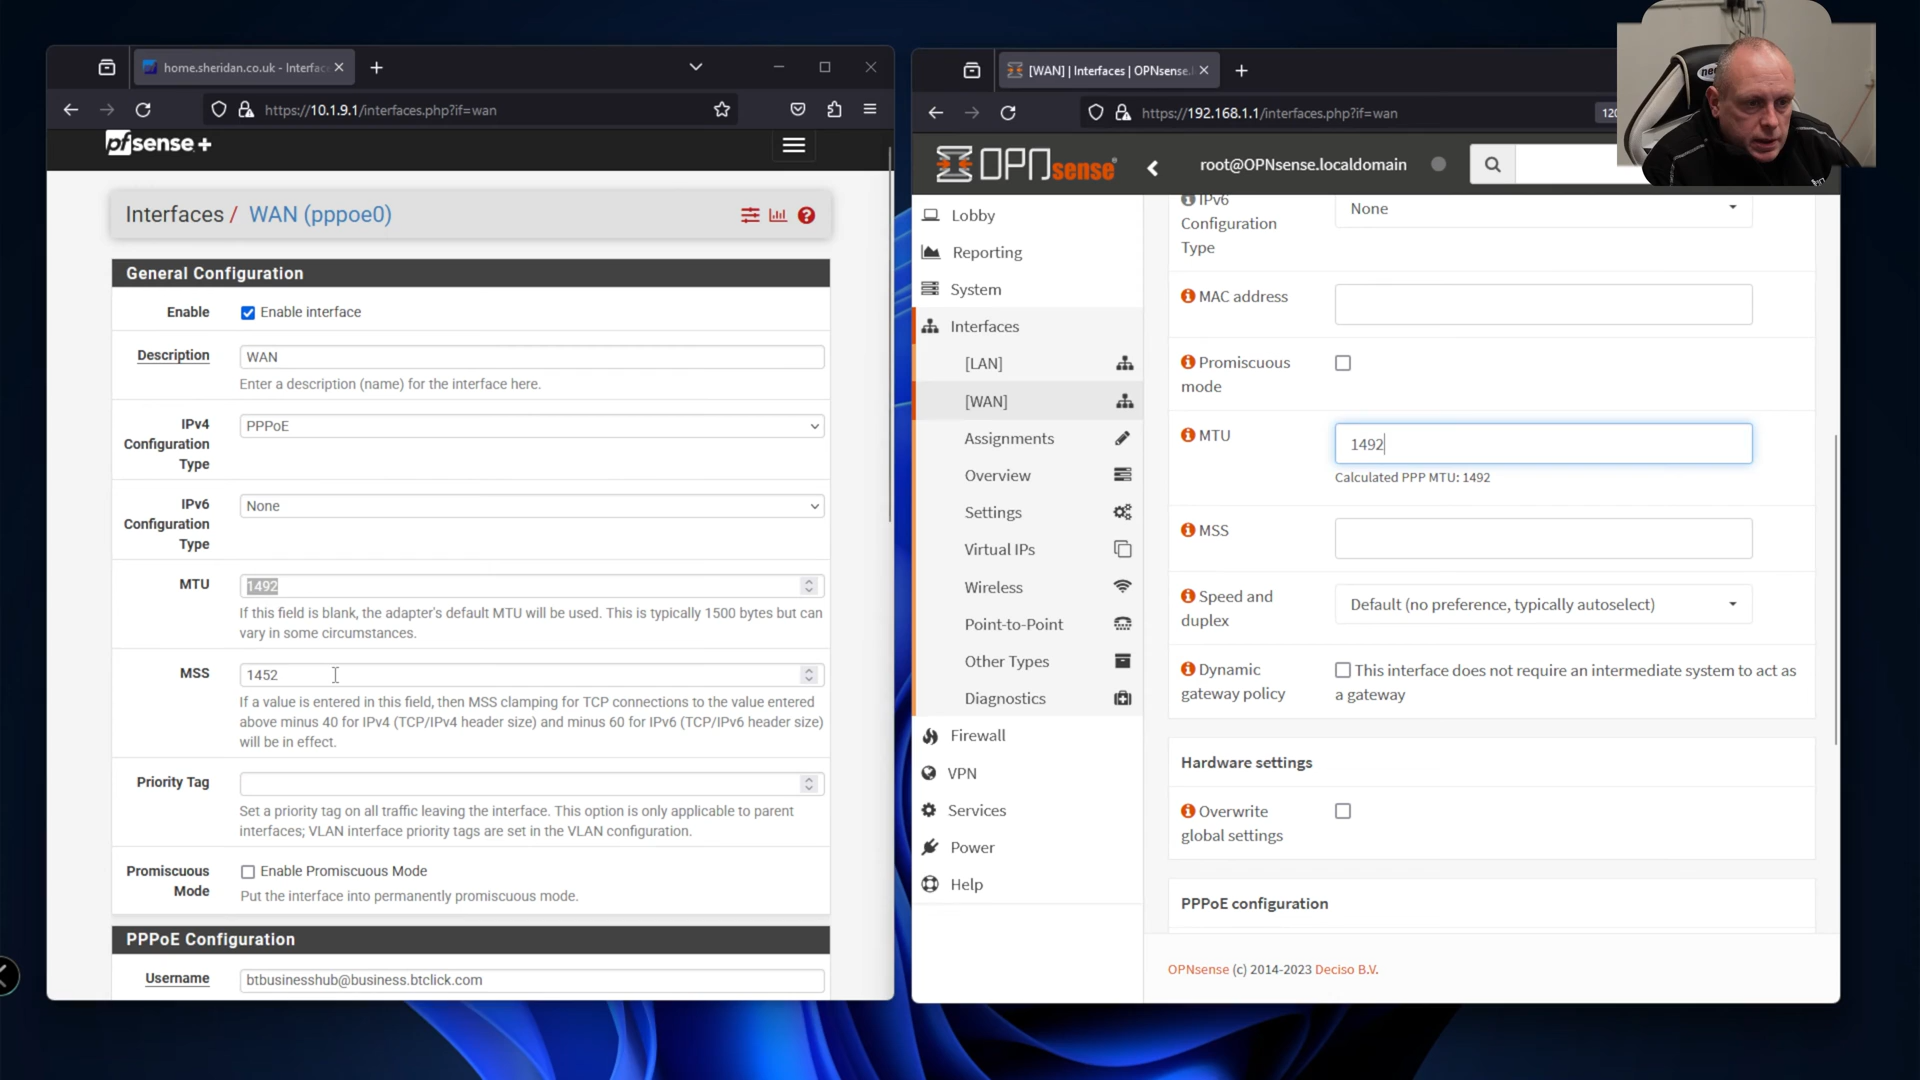 home.sheridan.co.uk - Interfac
https://10.1.9.1/interfaces.php?if=wan
pfsense +
Interfaces / WAN (pppoe0)
General Configuration
Enable
Enable interface
Description
WAN
Enter a description (name) for the interface here.
IPv4
Configuration
Type
PPPoE
IPv6
Configuration
Type
None
MTU
1492
If this field is blank, the adapter's default MTU will be used. This is typically 1500 bytes but can
vary in some circumstances.
MSS
1452
If a value is entered in this field, then MSS clamping for TCP connections to the value entered
above minus 40 for IPv4 (TCP/IPv4 header size) and minus 60 for IPv6 (TCP/IPv6 header size)
will be in effect.
Priority Tag
Set a priority tag on all traffic leaving the interface. This option is only applicable to parent
interfaces; VLAN interface priority tags are set in the VLAN configuration.
Promiscuous
Mode
Enable Promiscuous Mode
Put the interface into permanently promiscuous mode.
PPPoE Configuration
Username
btbusinesshub@business.btclick.com
[WAN] | Interfaces | OPNsense.
https://192.168.1.1/interfaces.php?if=wan
120
OPNsense
root@OPNsense.localdomain
Lobby
Reporting
System
Interfaces
[LAN]
[WAN]
Assignments
Overview
Settings
Virtual IPs
Wireless
Point-to-Point
Other Types
Diagnostics
Firewall
VPN
Services
Power
Help
IPv6
Configuration
Type
None
MAC address
Promiscuous
mode
MTU
1492
Calculated PPP MTU: 1492
MSS
Speed and
duplex
Default (no preference, typically autoselect)
Dynamic
gateway policy
This interface does not require an intermediate system to act as
a gateway
Hardware settings
Overwrite
global settings
PPPoE configuration
OPNsense (c) 2014-2023 Deciso B.V.